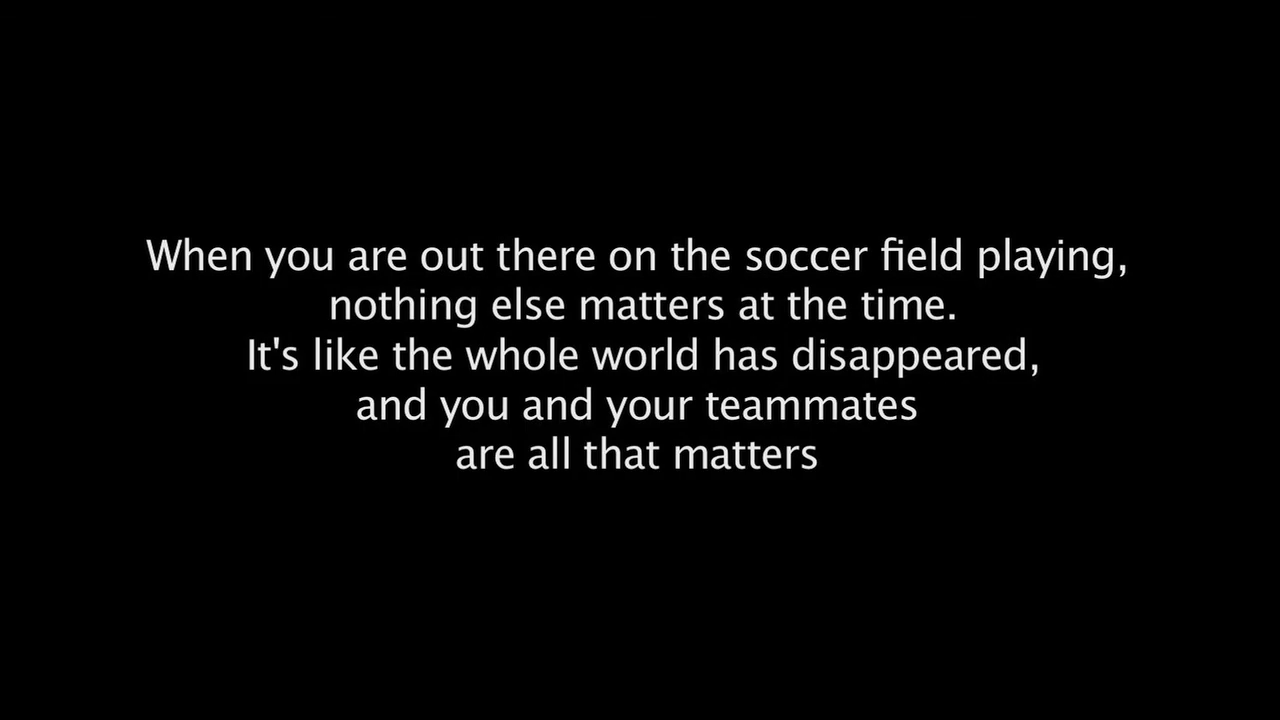 When you are out there on the soccer field playing,
nothing else matters at the time.
It's like the whole world has disappeared,
and you and your teammates
are all that matters